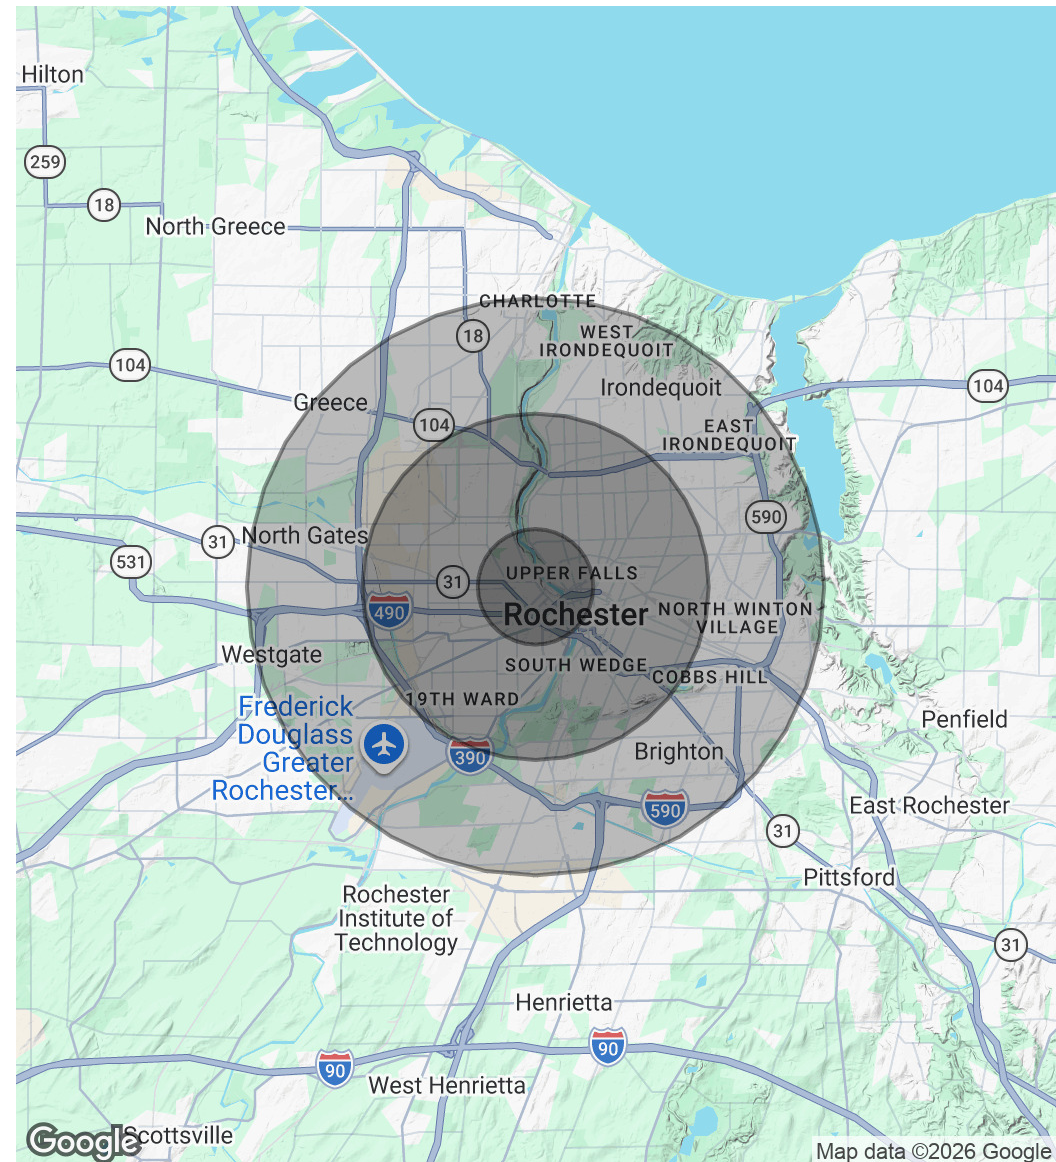 Hilton
259
18
North Greece
CHARLOTTE
18
WEST
IRONDEQUOIT
104
Irondequoit
104
Greece
104
EAST
IRONDEQUOIT
590
31
North Gates
531
31
UPPER FALLS
490
Rochester
NORTH WINTON
VILLAGE
Westgate
SOUTH WEDGE
COBBS HILL
19TH WARD
Frederick
Douglass
Greater
Rochester...
390
Brighton
Penfield
590
East Rochester
31
Pittsford
Rochester
Institute of
Technology
31
Henrietta
90
90
West Henrietta
Scottsville
Google
Map data ©2026 Google